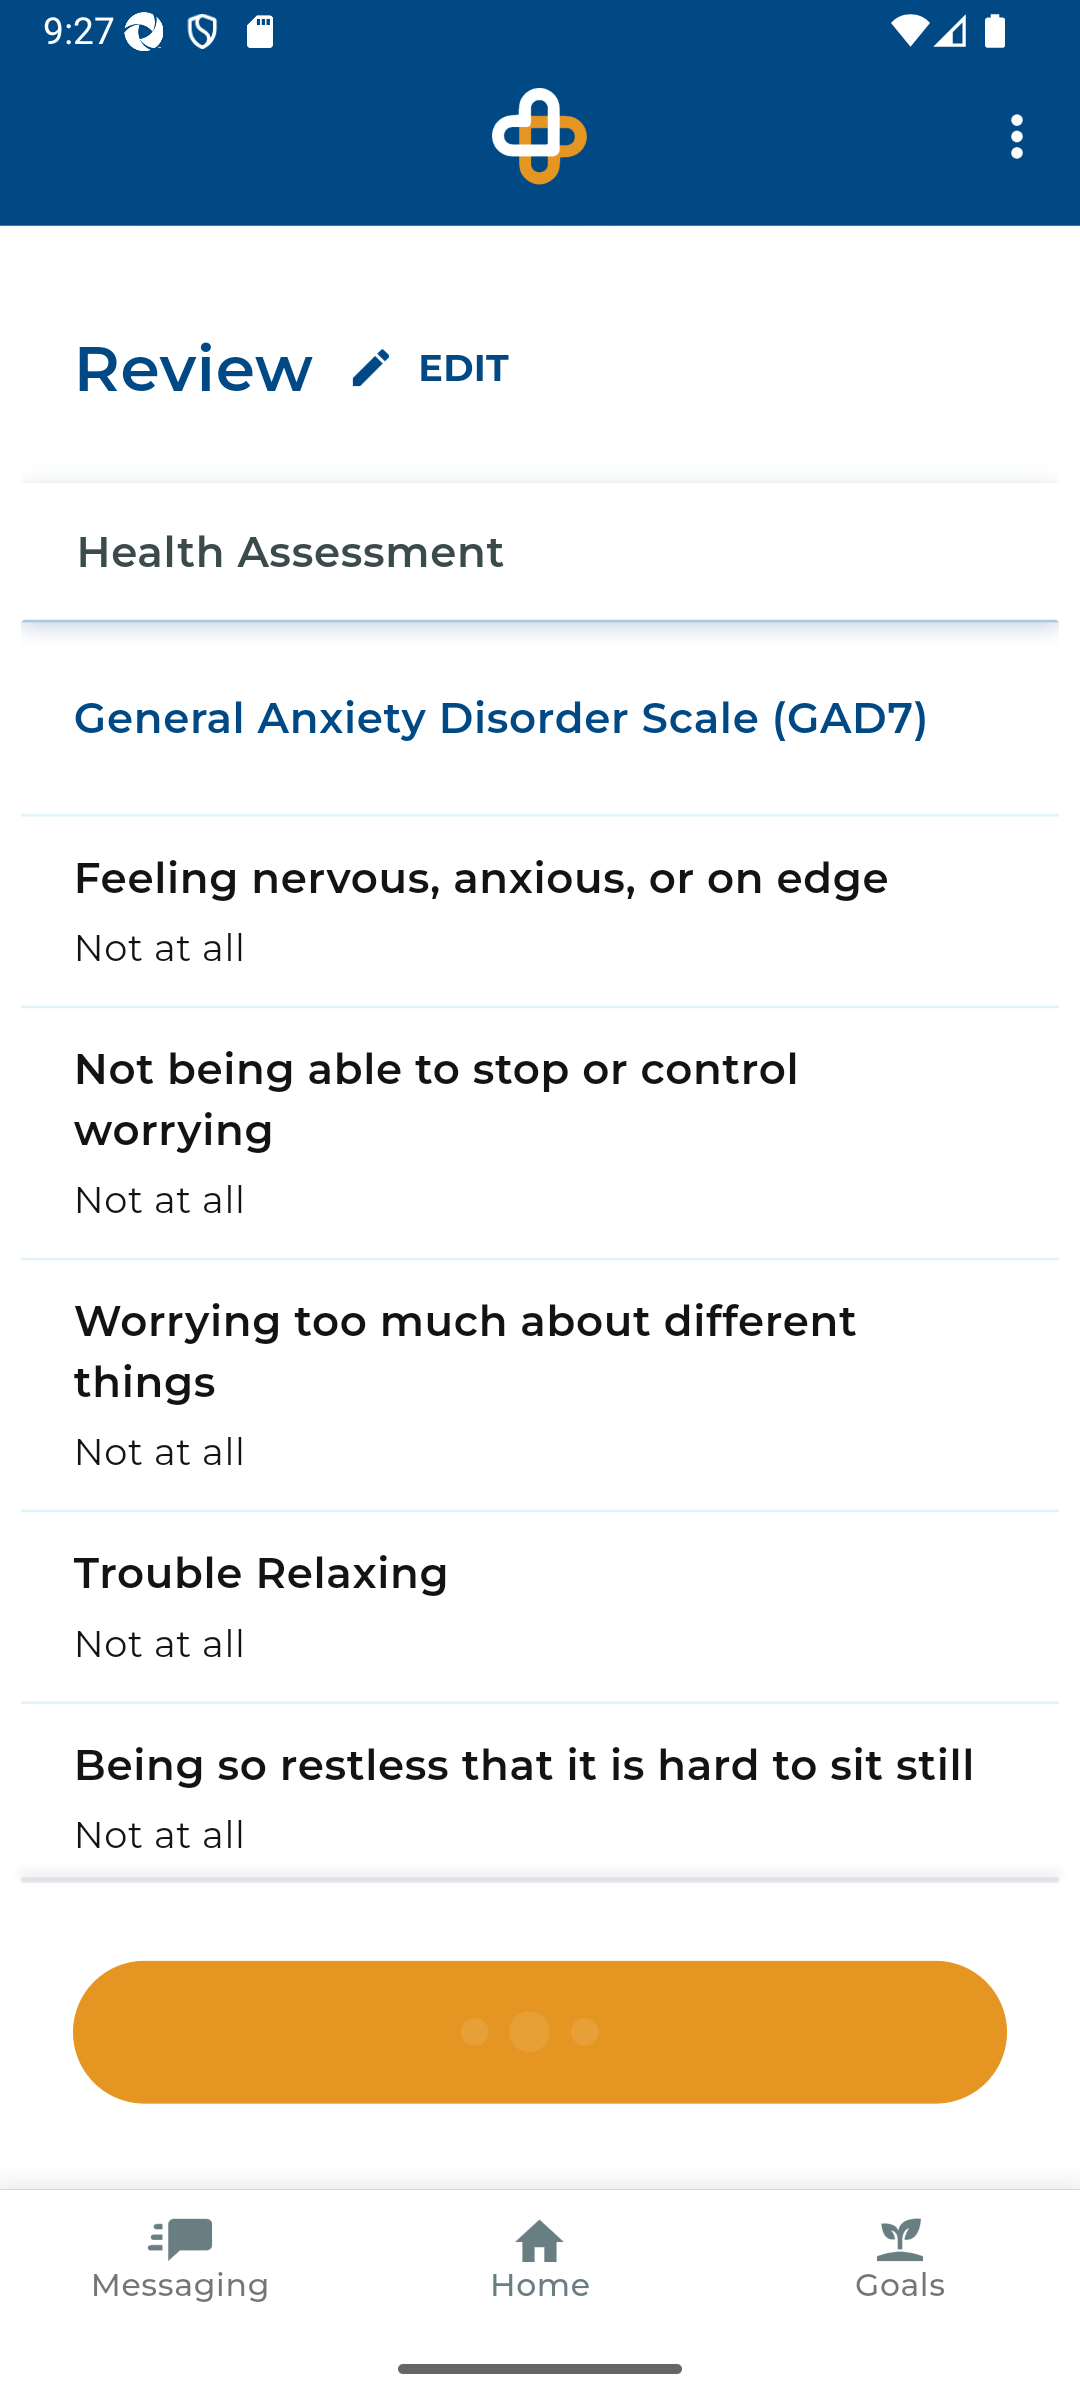 9:27
Review
EDIT
Health Assessment
General Anxiety Disorder Scale (GAD7)
Feeling nervous, anxious, or on edge
Not at all
Not being able to stop or control
worrying
Not at all
Worrying too much about different
things
Not at all
Trouble Relaxing
Not at all
Being so restless that it is hard to sit still
Not at all
Messaging
Home
Goals